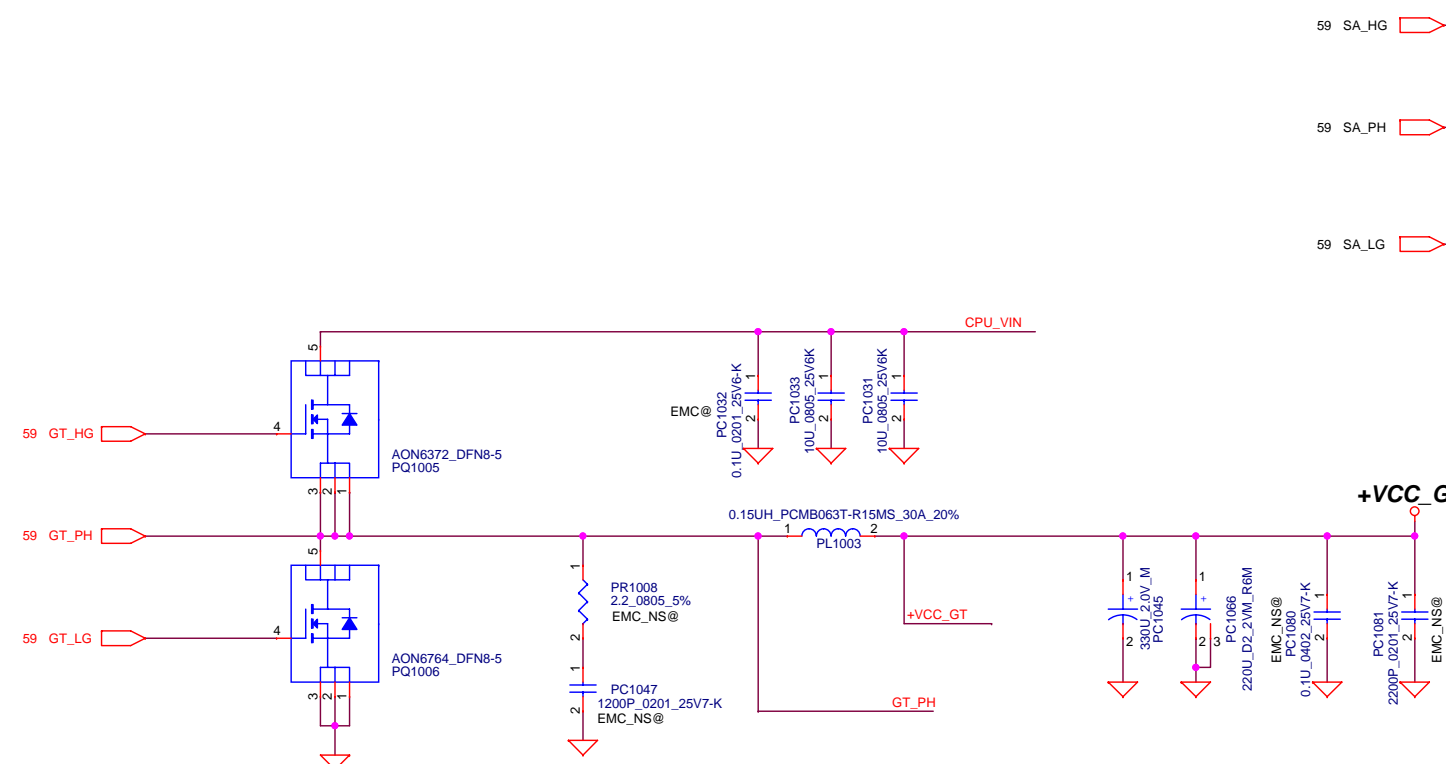 59 SA_HG
59 SA_PH
59 SA_LG
CPU_VIN
5
59 GT_HG
4
3 2 1
AON6372_DFN8-5
PQ1005
EMC@
1
2
PC1032
0.1U_0201_25V6-K
1
2
PC1033
10U_0805_25V6K
1
2
PC1031
10U_0805_25V6K
+VCC_G
59 GT_PH
0.15UH_PCMB063T-R15MS_30A_20%
1
2
PL1003
5
59 GT_LG
4
3 2 1
AON6764_DFN8-5
PQ1006
1
PR1008
2.2_0805_5%
EMC_NS@
2
1
PC1047
1200P_0201_25V7-K
EMC_NS@
2
+VCC_GT
GT_PH
1
+
2
330U_2.0V_M
PC1045
1
+
2
3
PC1066
220U_D2_2VM_R6M
EMC_NS@
PC1080
0.1U_0402_25V7-K
1
2
PC1081
2200P_0201_25V7-K
1
2
EMC_NS@